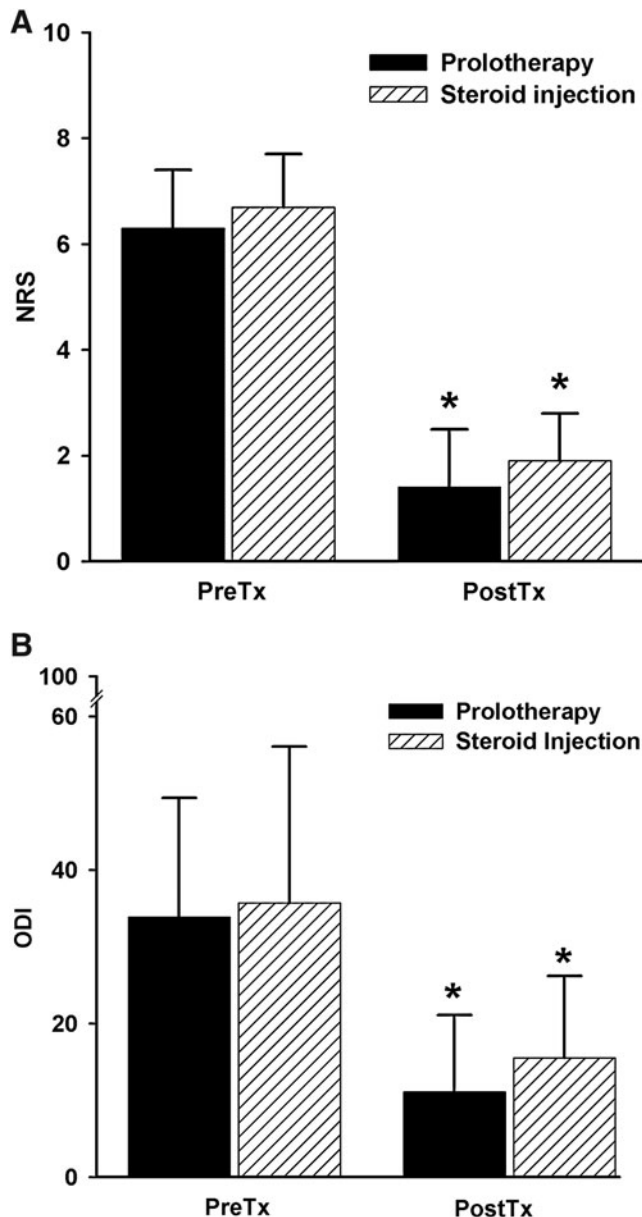 A
10
8
6
4
2
0
NRS
Prolotherapy
Steroid injection
*
*
PreTx
PostTx
B
100
60
40
20
0
ODI
Prolotherapy
Steroid Injection
*
*
PreTx
PostTx